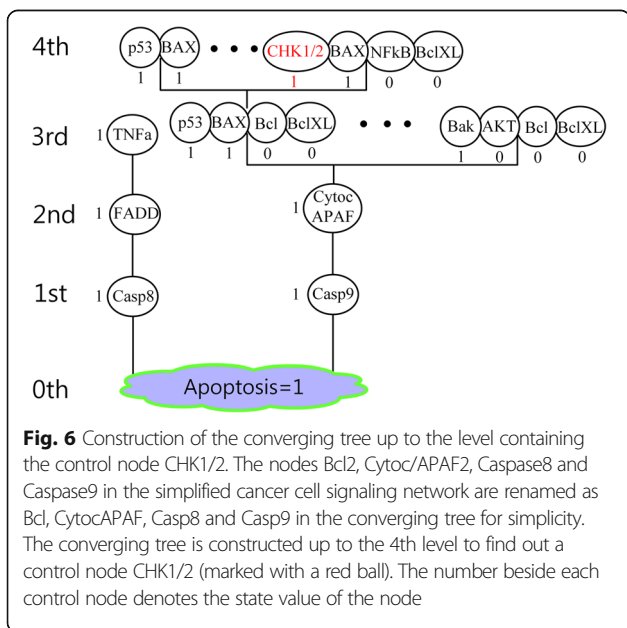 4th p53 BAX • • • CHK1/2 BAX NFkB BclXL
1 1 1 1 0 0
3rd 1 TNFa p53 BAX Bcl BclXL • • • Bak AKT Bcl BclXL
1 1 0 0 1 0 0 0
2nd 1 FADD 1 Cytoc
APAF
1st 1 Casp8 1 Casp9
0th Apoptosis=1
Fig. 6 Construction of the converging tree up to the level containing
the control node CHK1/2. The nodes Bcl2, Cytoc/APAF2, Caspase8 and
Caspase9 in the simplified cancer cell signaling network are renamed as
Bcl, CytocAPAF, Casp8 and Casp9 in the converging tree for simplicity.
The converging tree is constructed up to the 4th level to find out a
control node CHK1/2 (marked with a red ball). The number beside each
control node denotes the state value of the node